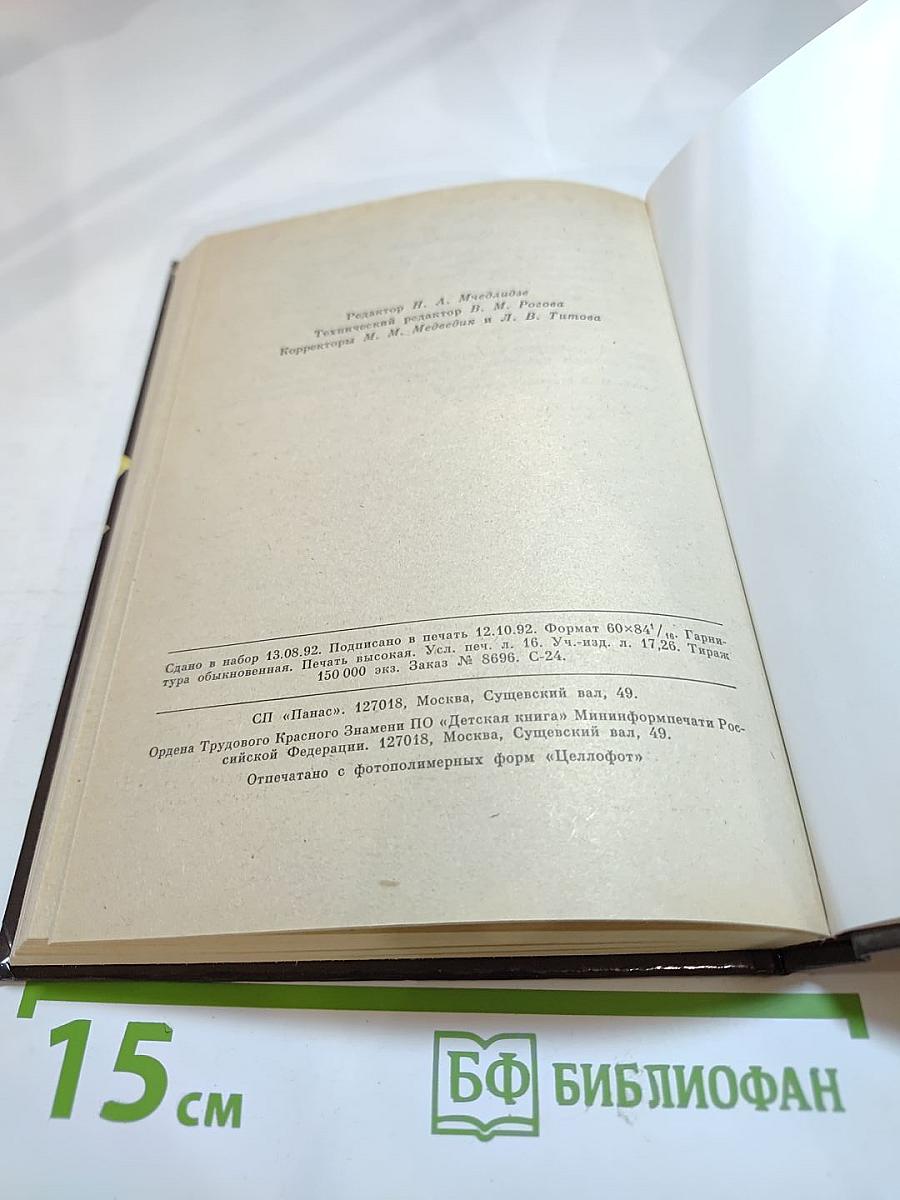 Редактор Н. А. Мчедлидзе
Технический редактор В. М. Рогова
Корректоры М. М. Медведик и Л. В. Титова
Сдано в набор 13.08.92. Подписано в печать 12.10.92. Формат 60×84¹/₁₆. Гарни-
тура обыкновенная. Печать высокая. Усл. печ. л. 16. Уч.-изд. л. 17,26. Тираж
150 000 экз. Заказ № 8696. С-24.
СП «Панас». 127018, Москва, Сущевский вал, 49.
Ордена Трудового Красного Знамени ПО «Детская книга» Мининформпечати Рос-
сийской Федерации. 127018, Москва, Сущевский вал, 49.
Отпечатано с фотополимерных форм «Целлофот»
15 см
БФ БИБЛИОФАН